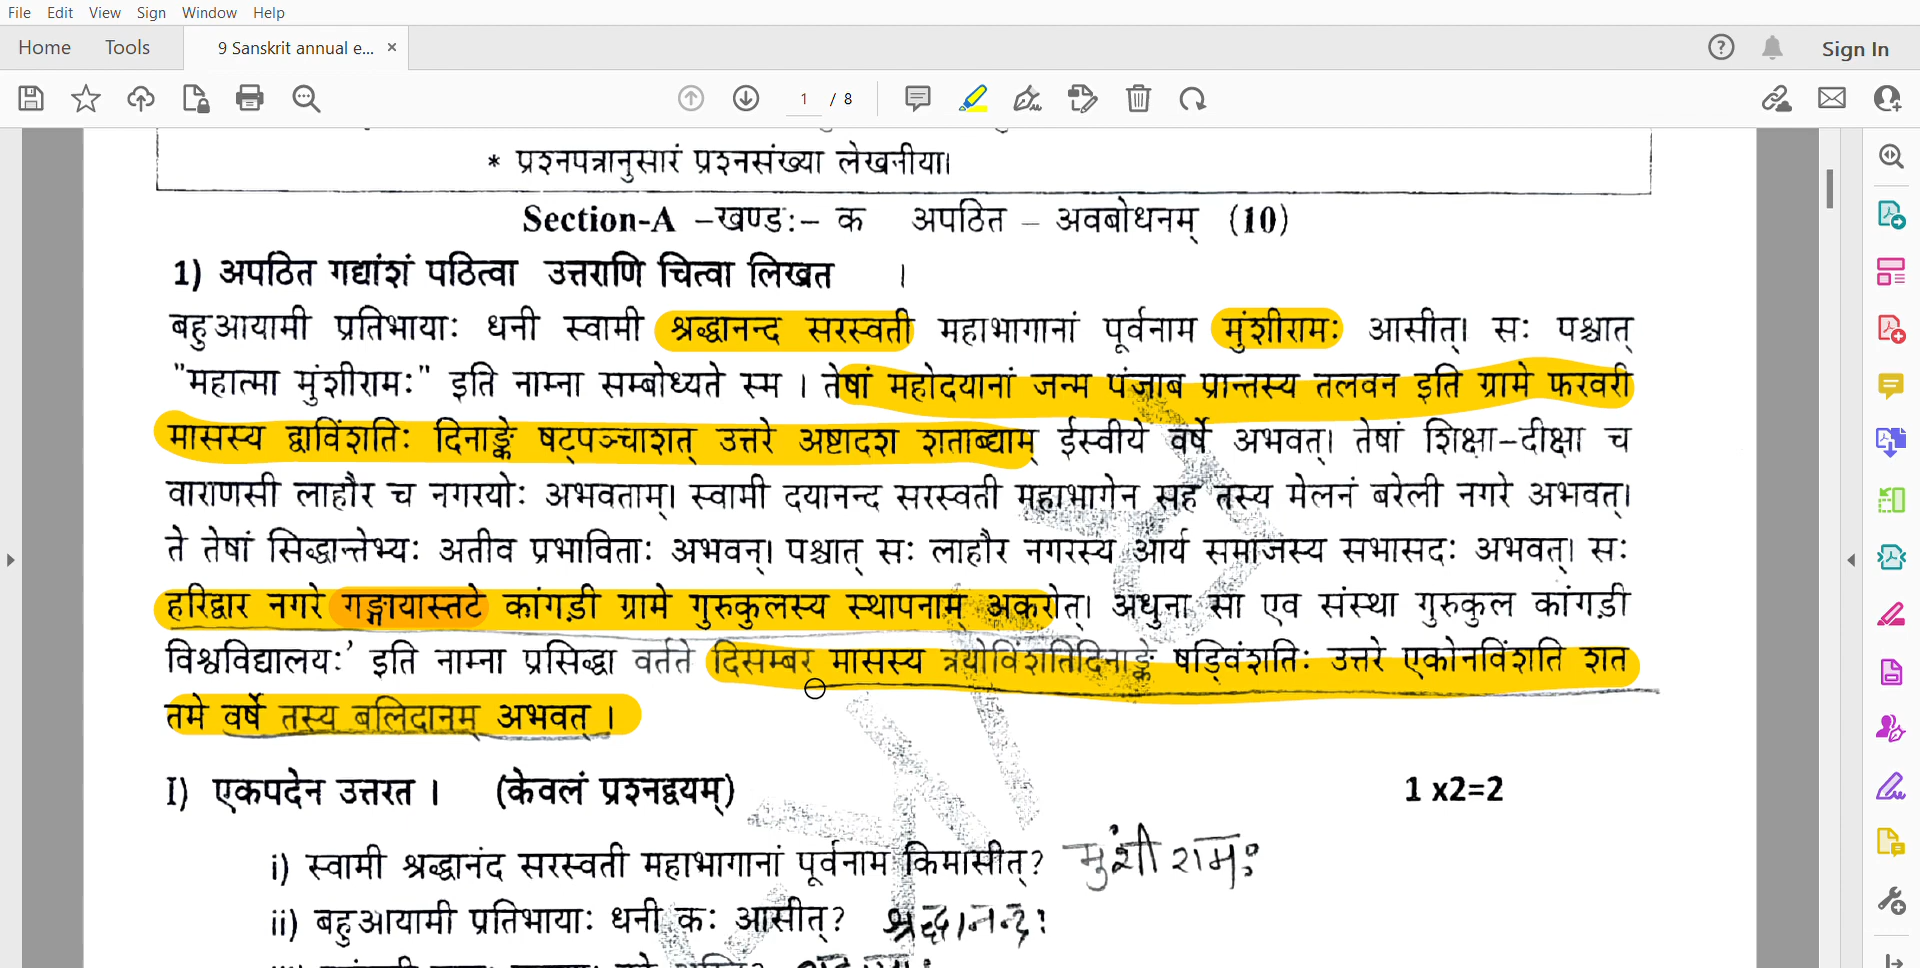 File Edit View Sign Window Help
Home Tools 9 Sanskrit annual e... × Sign In
1 / 8
* प्रश्नपत्रानुसारं प्रश्नसंख्या लेखनीया।
Section-A –खण्ड:– क अपठित – अवबोधनम् (10)
1) अपठित गद्यांशं पठित्वा उत्तराणि चित्वा लिखत ।
बहुआयामी प्रतिभायाः धनी स्वामी श्रद्धानन्द सरस्वती महाभागानां पूर्वनाम मुंशीरामः आसीत्। सः पश्चात्
"महात्मा मुंशीरामः" इति नाम्ना सम्बोध्यते स्म । तेषां महोदयानां जन्म पंजाब प्रान्तस्य तलवन इति ग्रामे फरवरी
मासस्य द्वाविंशतिः दिनाङ्के षट्पञ्चाशत् उत्तरे अष्टादश शताब्द्याम् ईस्वीये वर्षे अभवत्। तेषां शिक्षा–दीक्षा च
वाराणसी लाहौर च नगरयोः अभवताम्। स्वामी दयानन्द सरस्वती महाभागेन सह तस्य मेलनं बरेली नगरे अभवत्।
ते तेषां सिद्धान्तेभ्यः अतीव प्रभाविताः अभवन्। पश्चात् सः लाहौर नगरस्य आर्य समाजस्य सभासदः अभवत्। सः
हरिद्वार नगरे गङ्गायास्तटे कांगड़ी ग्रामे गुरुकुलस्य स्थापनाम् अकरोत्। अधुना सा एव संस्था गुरुकुल कांगड़ी
विश्वविद्यालयः' इति नाम्ना प्रसिद्धा वर्तते दिसम्बर मासस्य त्रयोविंशतिदिनाङ्के षड्विंशतिः उत्तरे एकोनविंशति शत
तमे वर्षे तस्य बलिदानम् अभवत् ।
I) एकपदेन उत्तरत । (केवलं प्रश्नद्वयम्) 1 x2=2
i) स्वामी श्रद्धानंद सरस्वती महाभागानां पूर्वनाम किमासीत्? मुंशीरामः
ii) बहुआयामी प्रतिभायाः धनी कः आसीत्? श्रद्धानन्दः